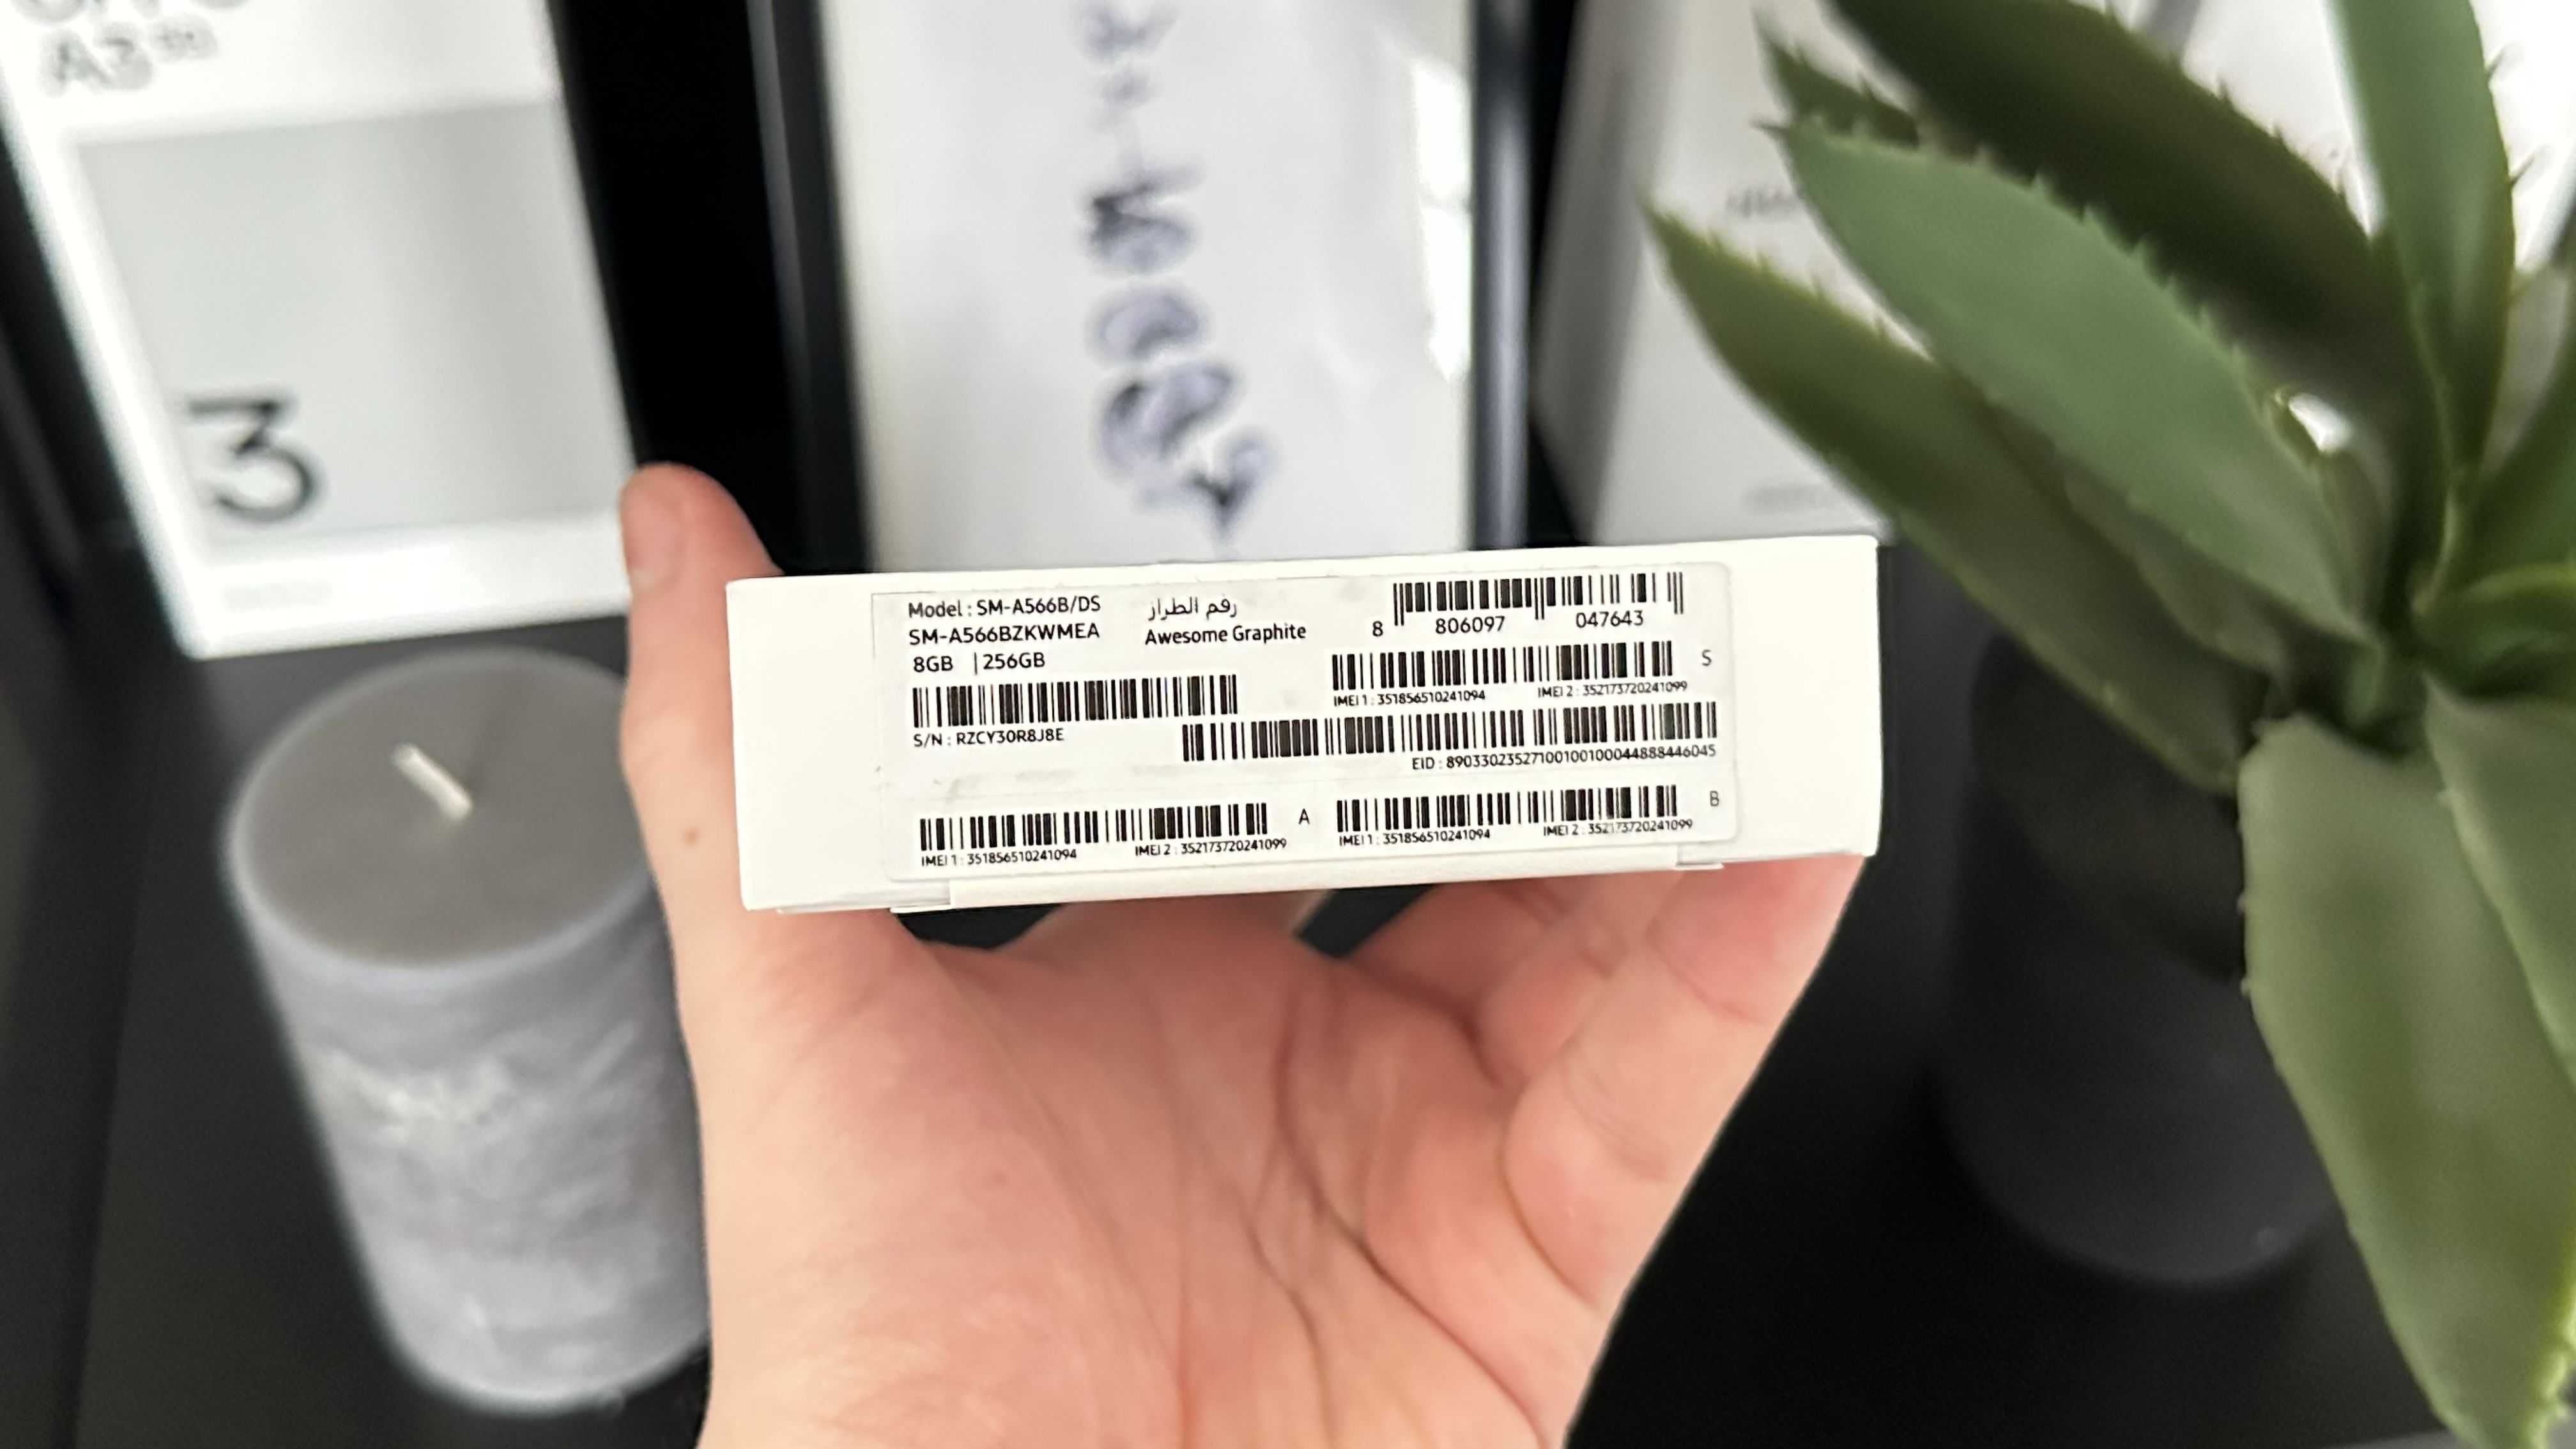 3
Model : SM-A566B/DS رقم الطراز
SM-A566BZKWMEA Awesome Graphite
8GB | 256GB
8 806097 047643
S
IMEI 1 : 351856510241094 IMEI 2 : 352173720241099
S/N : RZCY30R8J8E
EID : 89033023527100100100044888446045
A
IMEI 1 : 351856510241094 IMEI 2 : 352173720241099
B
IMEI 1 : 351856510241094 IMEI 2 : 352173720241099